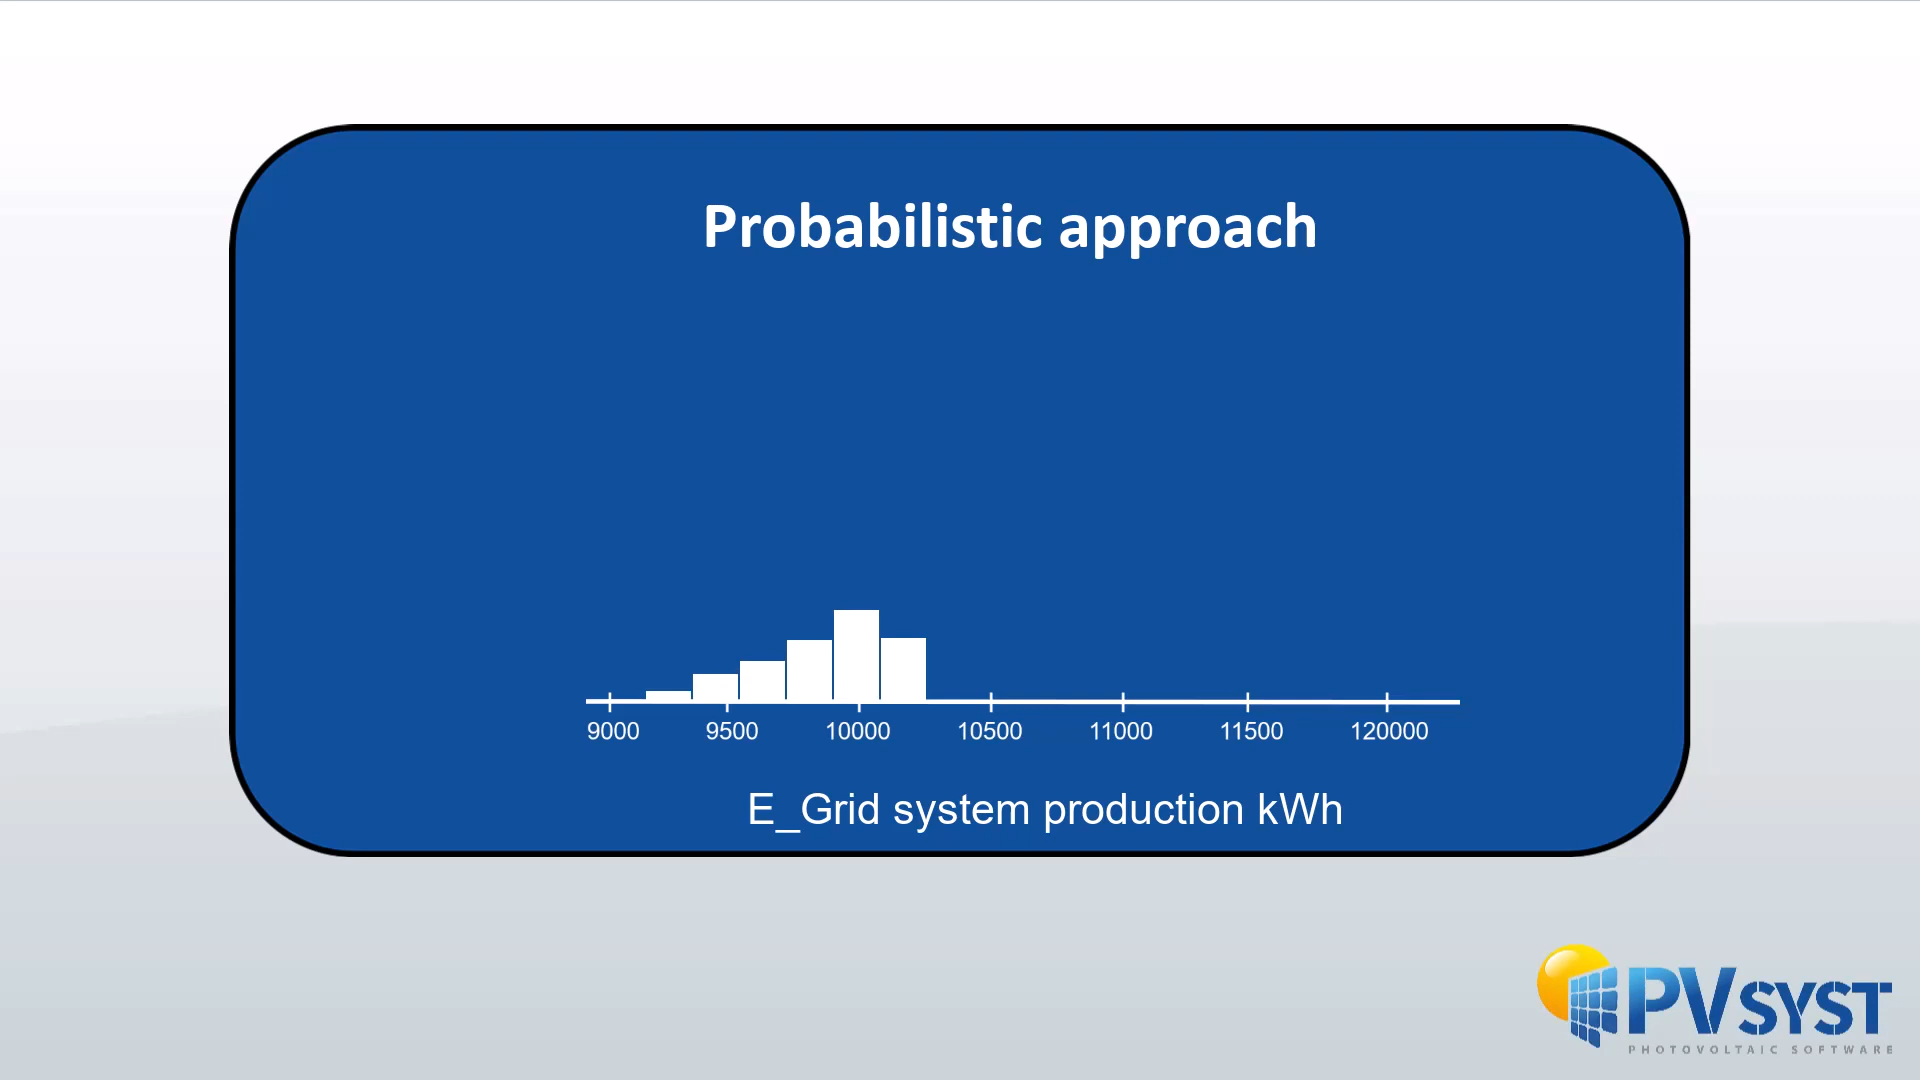 Probabilistic approach
9000 9500 10000 10500 11000 11500 120000
E_Grid system production kWh
PVSYST
PHOTOVOLTAIC SOFTWARE